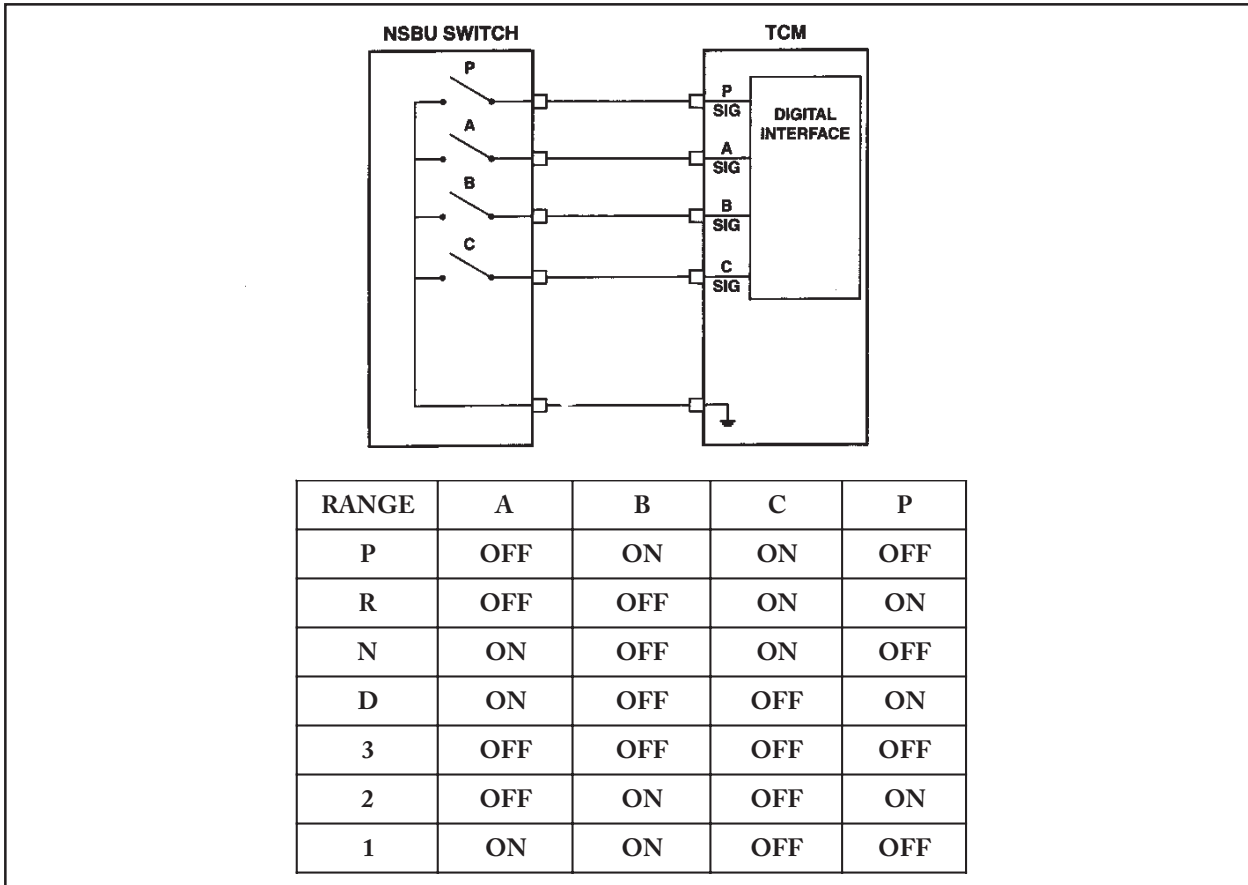 NSBU SWITCH
TCM
P
A
B
C
P
SIG
A
SIG
B
SIG
C
SIG
DIGITAL
INTERFACE
RANGE A B C P
P OFF ON ON OFF
R OFF OFF ON ON
N ON OFF ON OFF
D ON OFF OFF ON
3 OFF OFF OFF OFF
2 OFF ON OFF ON
1 ON ON OFF OFF